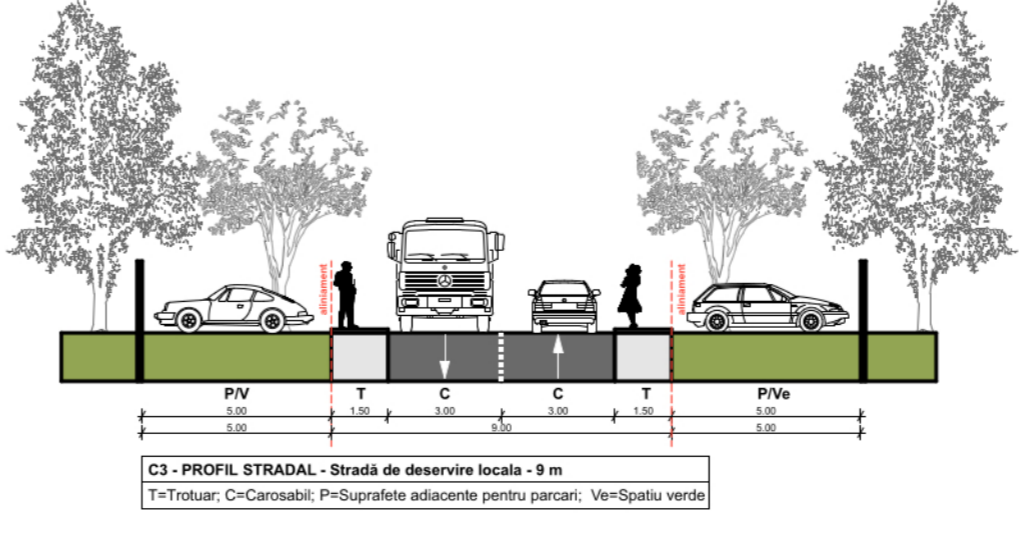 aliniament
aliniament
P/V T C C T P/Ve
5.00 1.50 3.00 3.00 1.50 5.00
5.00 9.00 5.00
C3 - PROFIL STRADAL - Stradă de deservire locala - 9 m
T=Trotuar; C=Carosabil; P=Suprafete adiacente pentru parcari; Ve=Spatiu verde